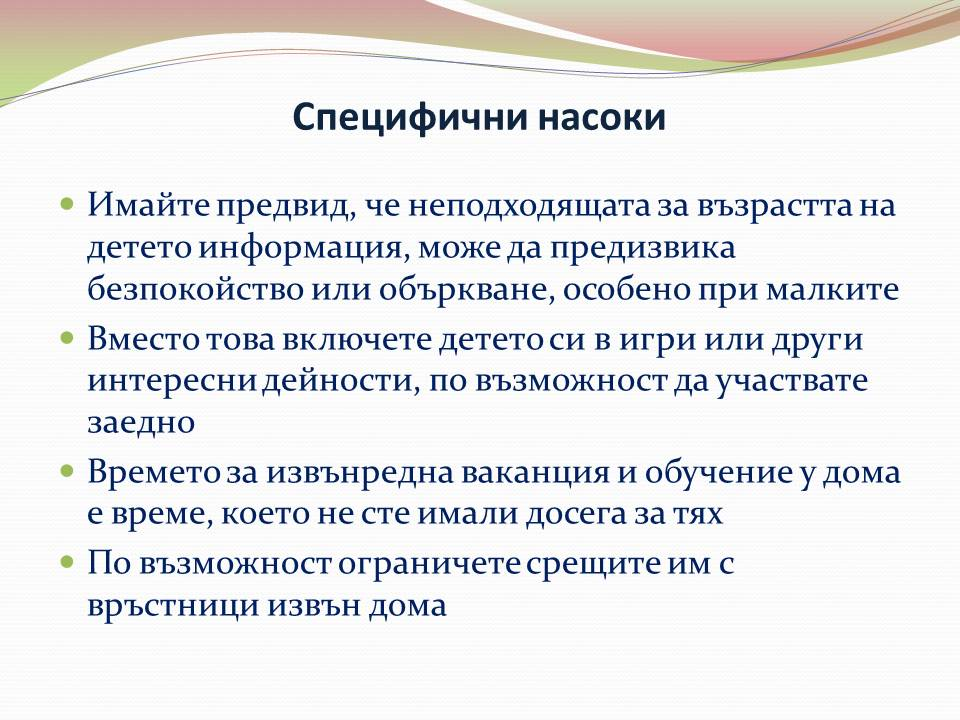 Специфични насоки
Имайте предвид, че неподходящата за възрастта на
детето информация, може да предизвика
безпокойство или объркване, особено при малките
Вместо това включете детето си в игри или други
интересни дейности, по възможност да участвате
заедно
Времето за извънредна ваканция и обучение у дома
е време, което не сте имали досега за тях
По възможност ограничете срещите им с
връстници извън дома